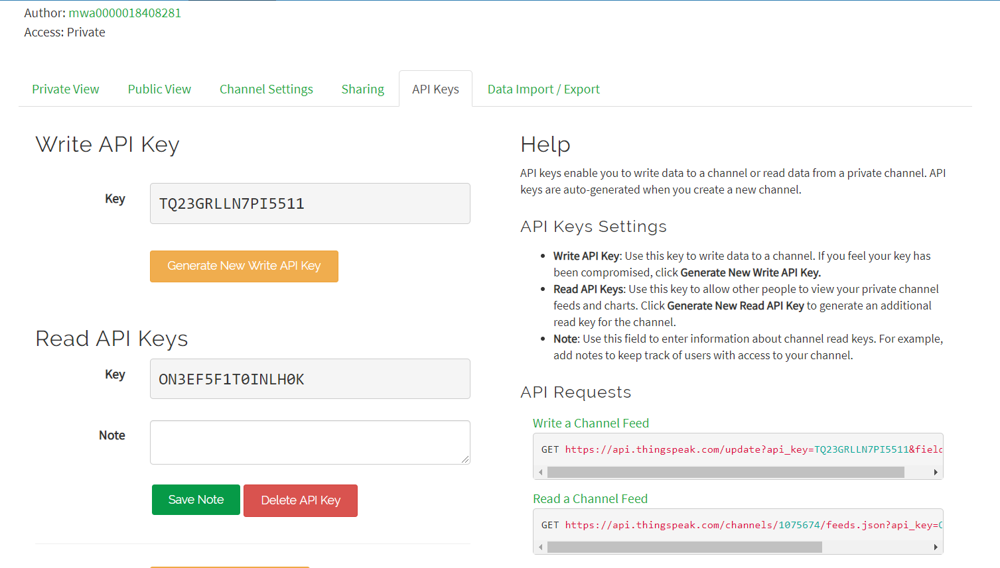 Author: mwa0000018408281
Access: Private
Private View
Public View
Channel Settings
Sharing
API Keys
Data Import / Export
Write API Key
Key
TQ23GRLLN7PI5511
Generate New Write API Key
Read API Keys
Key
ON3EF5F1T0INLH0K
Note
Save Note
Delete API Key
Help
API keys enable you to write data to a channel or read data from a private channel. API
keys are auto-generated when you create a new channel.
API Keys Settings
• Write API Key: Use this key to write data to a channel. If you feel your key has
been compromised, click Generate New Write API Key.
• Read API Keys: Use this key to allow other people to view your private channel
feeds and charts. Click Generate New Read API Key to generate an additional
read key for the channel.
• Note: Use this field to enter information about channel read keys. For example,
add notes to keep track of users with access to your channel.
API Requests
Write a Channel Feed
GET https://api.thingspeak.com/update?api_key=TQ23GRLLN7PI5511&field
Read a Channel Feed
GET https://api.thingspeak.com/channels/1075674/feeds.json?api_key=